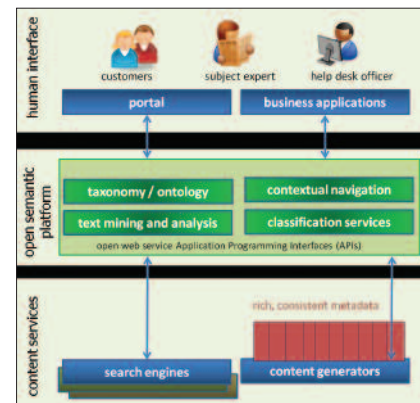 human interface
customers
subject expert
help desk officer
portal
business applications
open semantic
platform
taxonomy / ontology
contextual navigation
text mining and analysis
classification services
open web service Application Programming Interfaces (APIs)
content services
rich, consistent metadata
search engines
content generators